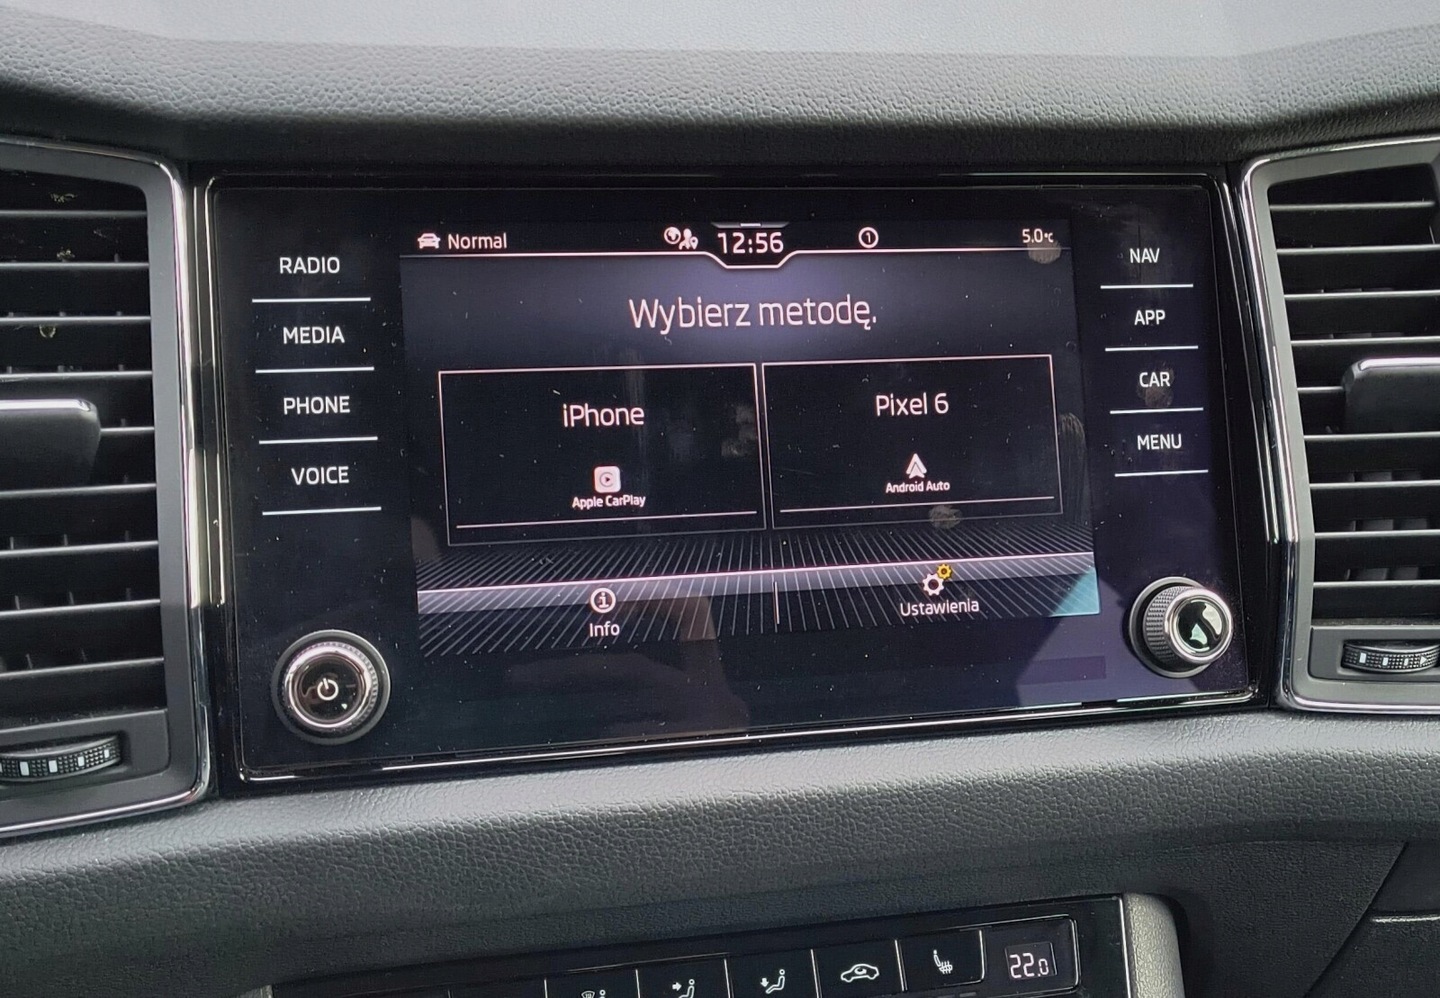 Normal
12:56
1
5.0°C
RADIO
MEDIA
PHONE
VOICE
Wybierz metodę.
iPhone
Apple CarPlay
Pixel 6
Android Auto
Info
Ustawienia
NAV
APP
CAR
MENU
22.0